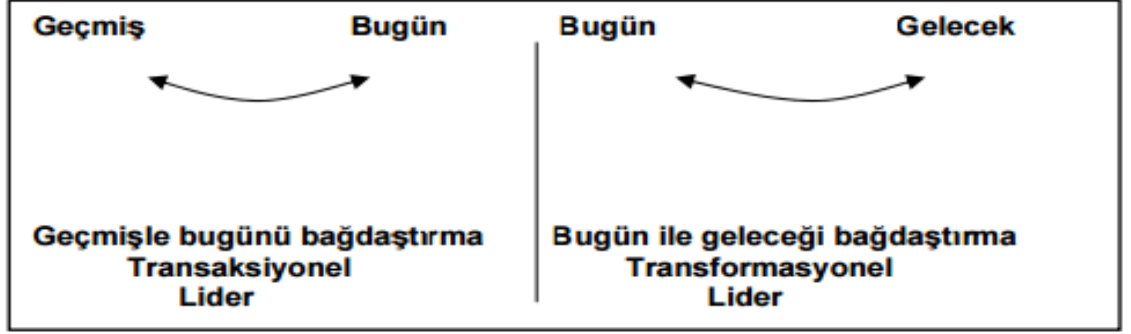 Geçmiş Bugün
Bugün Gelecek
Geçmişle bugünü bağdaştırma
Transaksiyonel
Lider
Bugün ile geleceği bağdaştırma
Transformasyonel
Lider